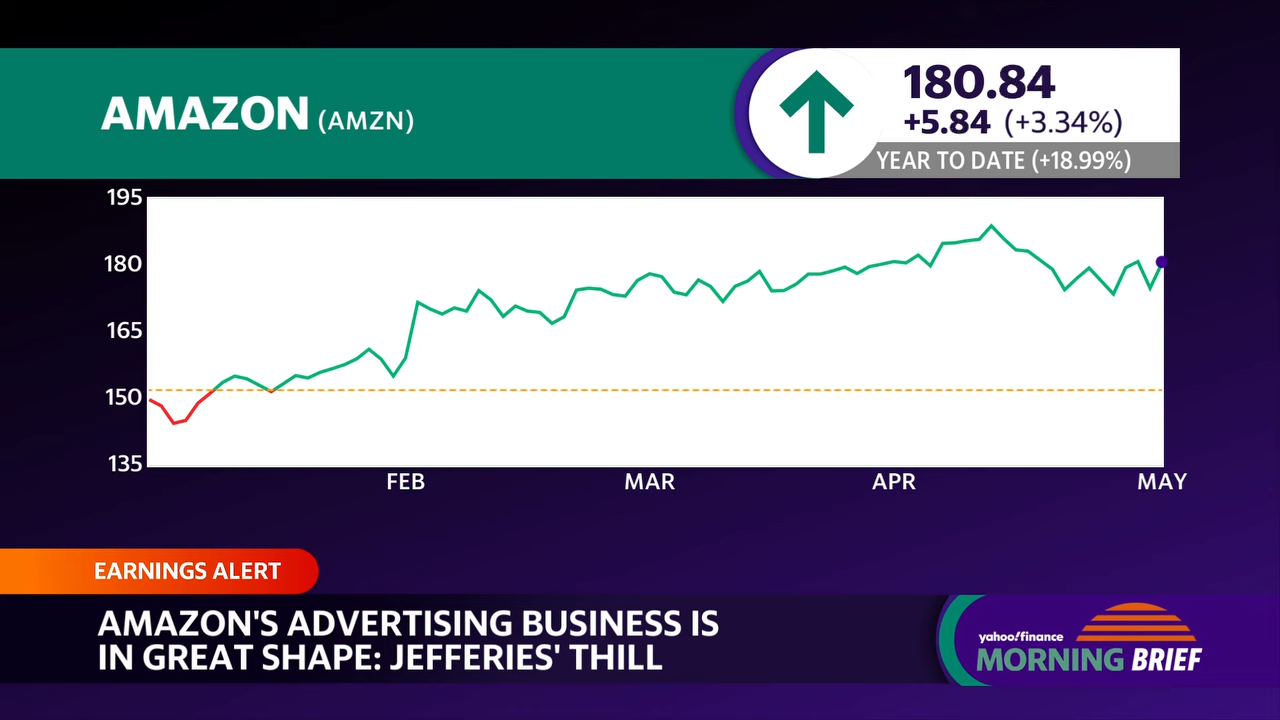 AMAZON (AMZN)
180.84
+5.84 (+3.34%)
YEAR TO DATE (+18.99%)
195
180
165
150
135
FEB MAR APR MAY
EARNINGS ALERT
AMAZON'S ADVERTISING BUSINESS IS
IN GREAT SHAPE: JEFFERIES' THILL
yahoo!finance
MORNING BRIEF